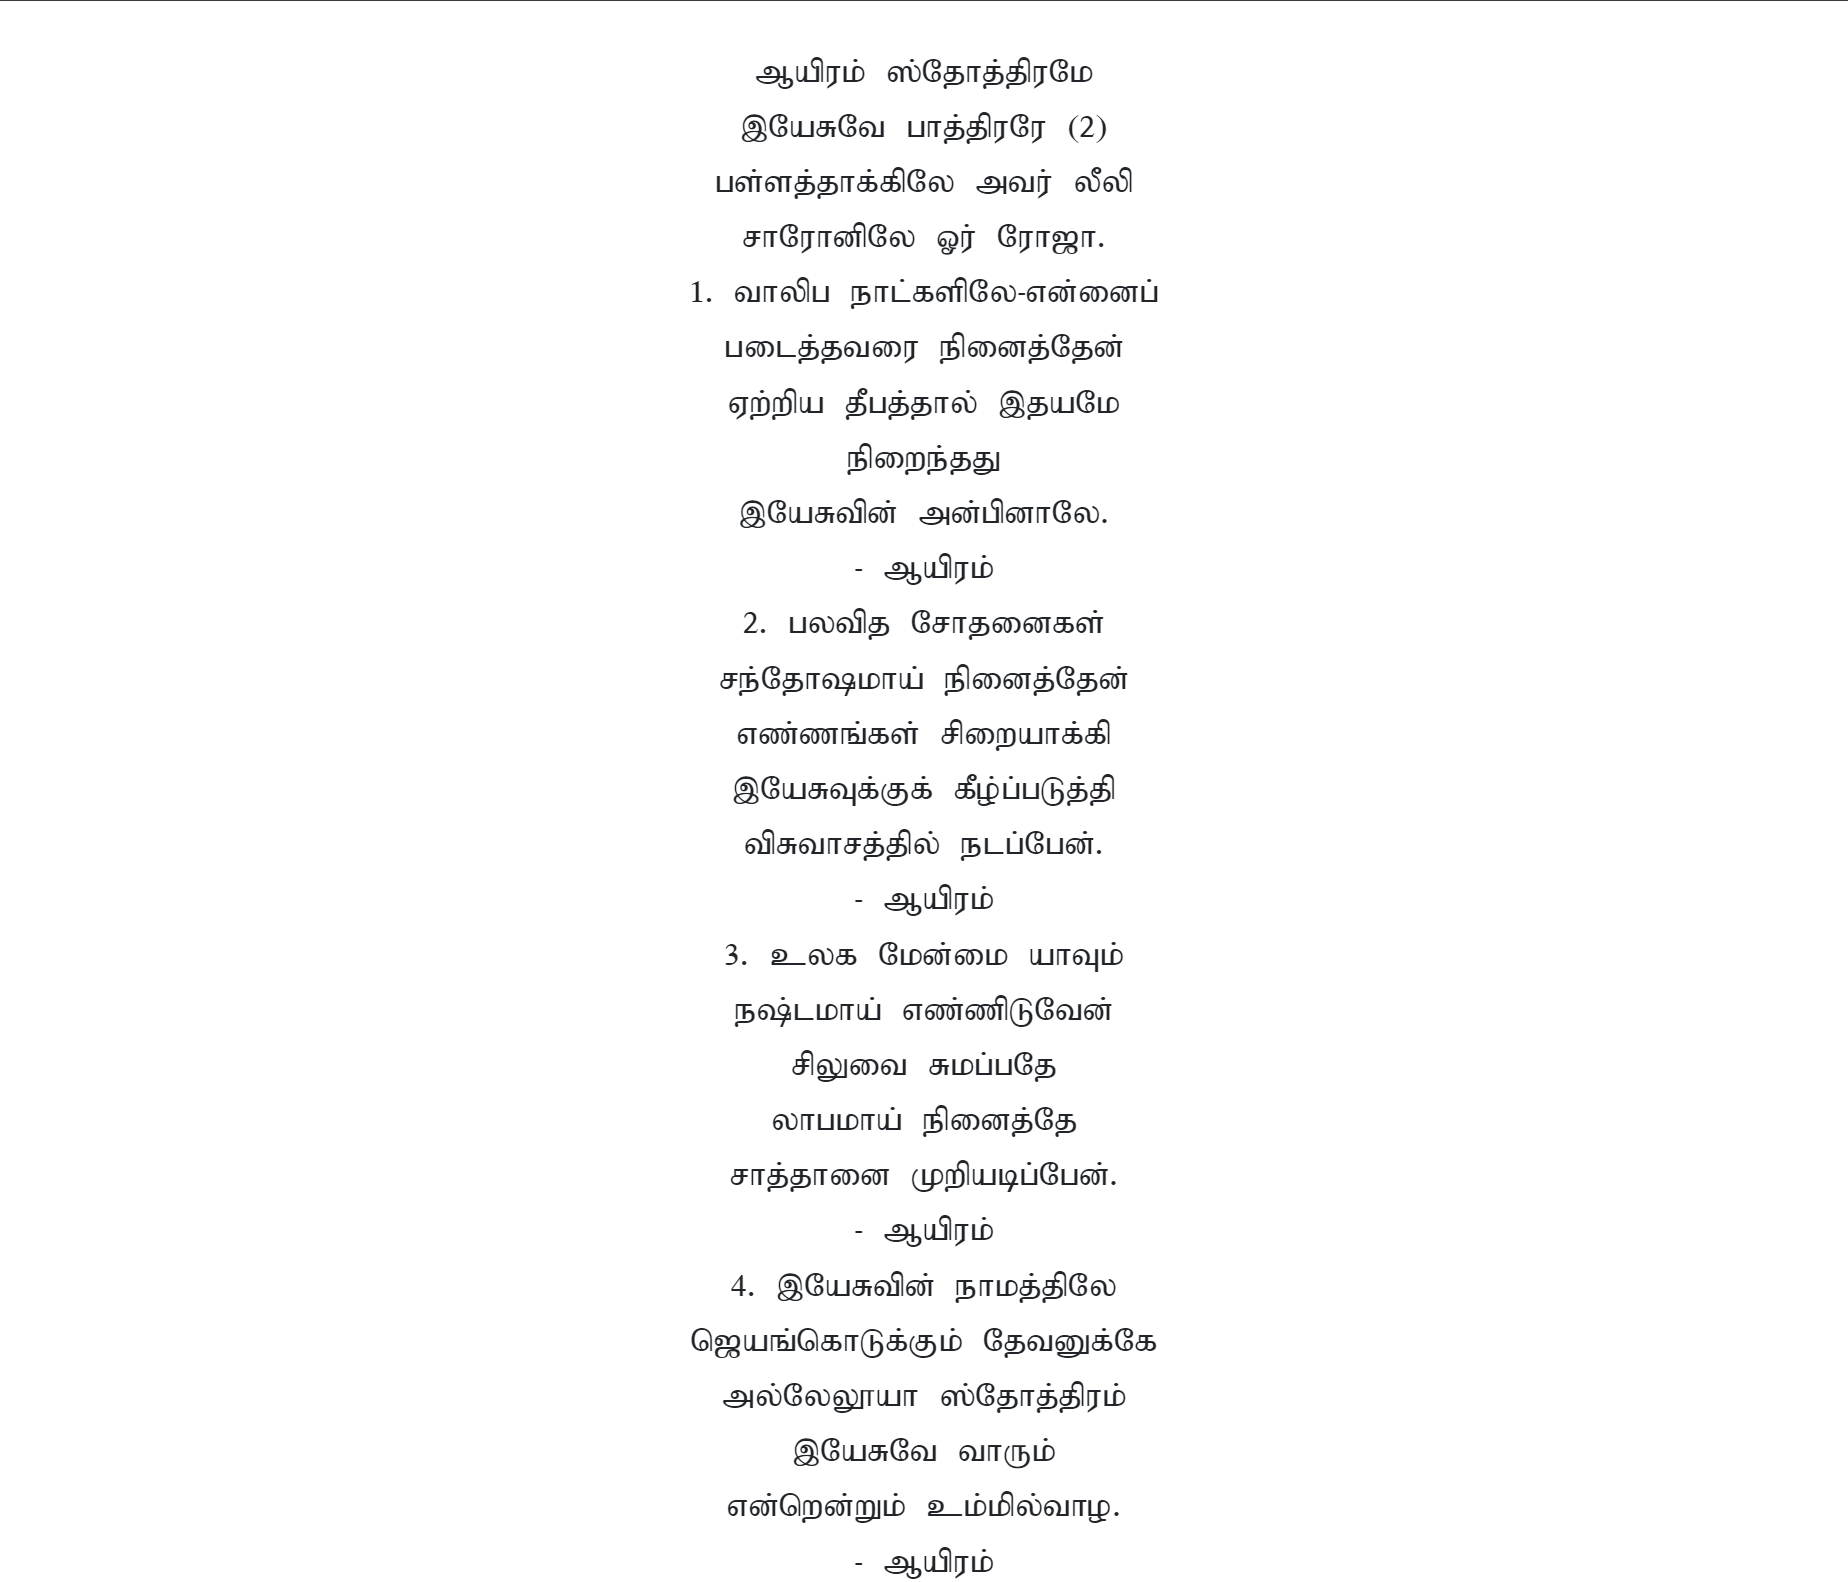 ஆயிரம் ஸ்தோத்திரமே
இயேசுவே பாத்திரரே (2)
பள்ளத்தாக்கிலே அவர் லீலி
சாரோனிலே ஓர் ரோஜா.
1. வாலிப நாட்களிலே-என்னைப்
படைத்தவரை நினைத்தேன்
ஏற்றிய தீபத்தால் இதயமே
நிறைந்தது
இயேசுவின் அன்பினாலே.
- ஆயிரம்
2. பலவித சோதனைகள்
சந்தோஷமாய் நினைத்தேன்
எண்ணங்கள் சிறையாக்கி
இயேசுவுக்குக் கீழ்ப்படுத்தி
விசுவாசத்தில் நடப்பேன்.
- ஆயிரம்
3. உலக மேன்மை யாவும்
நஷ்டமாய் எண்ணிடுவேன்
சிலுவை சுமப்பதே
லாபமாய் நினைத்தே
சாத்தானை முறியடிப்பேன்.
- ஆயிரம்
4. இயேசுவின் நாமத்திலே
ஜெயங்கொடுக்கும் தேவனுக்கே
அல்லேலூயா ஸ்தோத்திரம்
இயேசுவே வாரும்
என்றென்றும் உம்மில்வாழ.
- ஆயிரம்